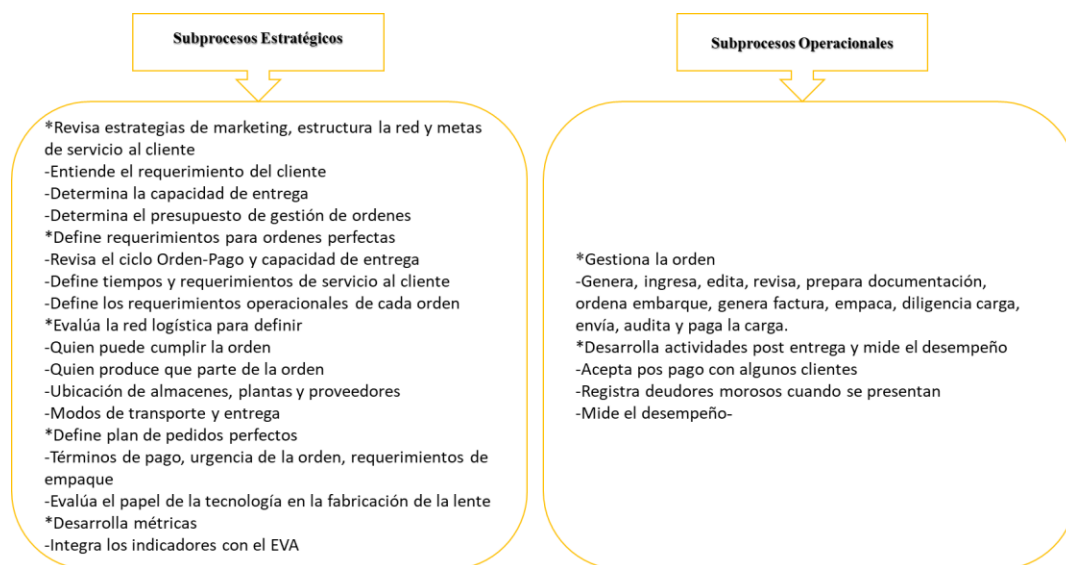 Subprocesos Estratégicos
*Revisa estrategias de marketing, estructura la red y metas
de servicio al cliente
-Entiende el requerimiento del cliente
-Determina la capacidad de entrega
-Determina el presupuesto de gestión de ordenes
*Define requerimientos para ordenes perfectas
-Revisa el ciclo Orden-Pago y capacidad de entrega
-Define tiempos y requerimientos de servicio al cliente
-Define los requerimientos operacionales de cada orden
*Evalúa la red logística para definir
-Quien puede cumplir la orden
-Quien produce que parte de la orden
-Ubicación de almacenes, plantas y proveedores
-Modos de transporte y entrega
*Define plan de pedidos perfectos
-Términos de pago, urgencia de la orden, requerimientos de
empaque
-Evalúa el papel de la tecnología en la fabricación de la lente
*Desarrolla métricas
-Integra los indicadores con el EVA
Subprocesos Operacionales
*Gestiona la orden
-Genera, ingresa, edita, revisa, prepara documentación,
ordena embarque, genera factura, empaca, diligencia carga,
envía, audita y paga la carga.
*Desarrolla actividades post entrega y mide el desempeño
-Acepta pos pago con algunos clientes
-Registra deudores morosos cuando se presentan
-Mide el desempeño-